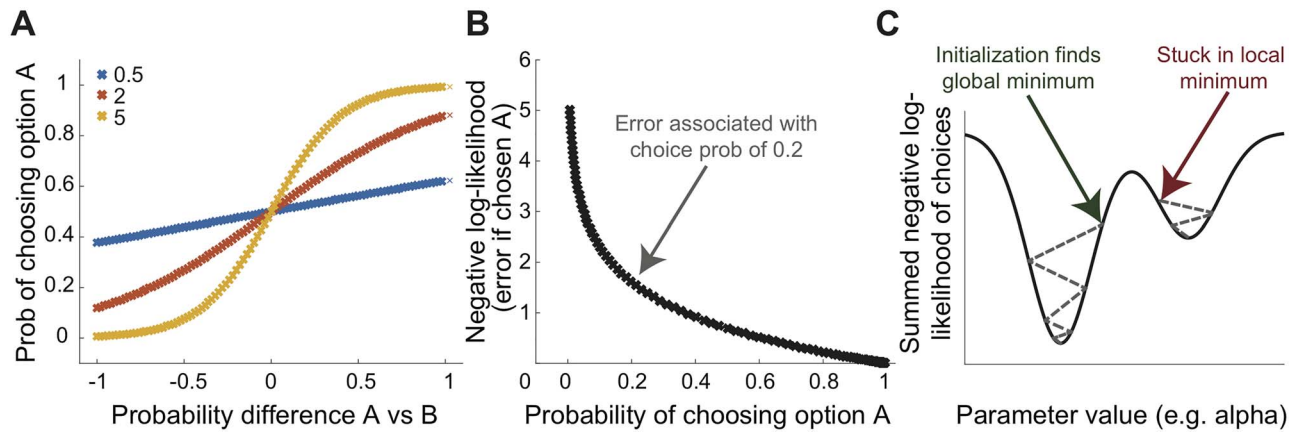 A
Prob of choosing option A
1
0.8
0.6
0.4
0.2
0
0.5
2
5
-1
-0.5
0
0.5
1
Probability difference A vs B
B
Negative log-likelihood
(error if chosen A)
6
5
4
3
2
1
0
Error associated with
choice prob of 0.2
0
0.2
0.4
0.6
0.8
1
Probability of choosing option A
C
Summed negative log-
likelihood of choices
Initialization finds
global minimum
Stuck in local
minimum
Parameter value (e.g. alpha)